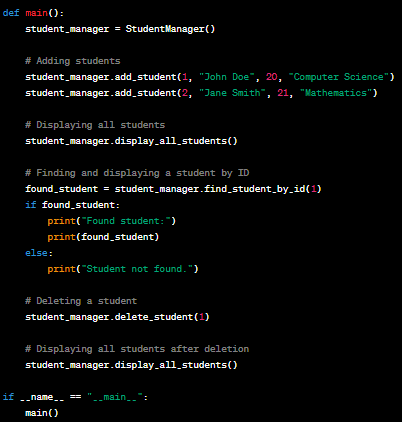 def main():
    student_manager = StudentManager()

    # Adding students
    student_manager.add_student(1, "John Doe", 20, "Computer Science")
    student_manager.add_student(2, "Jane Smith", 21, "Mathematics")

    # Displaying all students
    student_manager.display_all_students()

    # Finding and displaying a student by ID
    found_student = student_manager.find_student_by_id(1)
    if found_student:
        print("Found student:")
        print(found_student)
    else:
        print("Student not found.")

    # Deleting a student
    student_manager.delete_student(1)

    # Displaying all students after deletion
    student_manager.display_all_students()

if __name__ == "__main__":
    main()